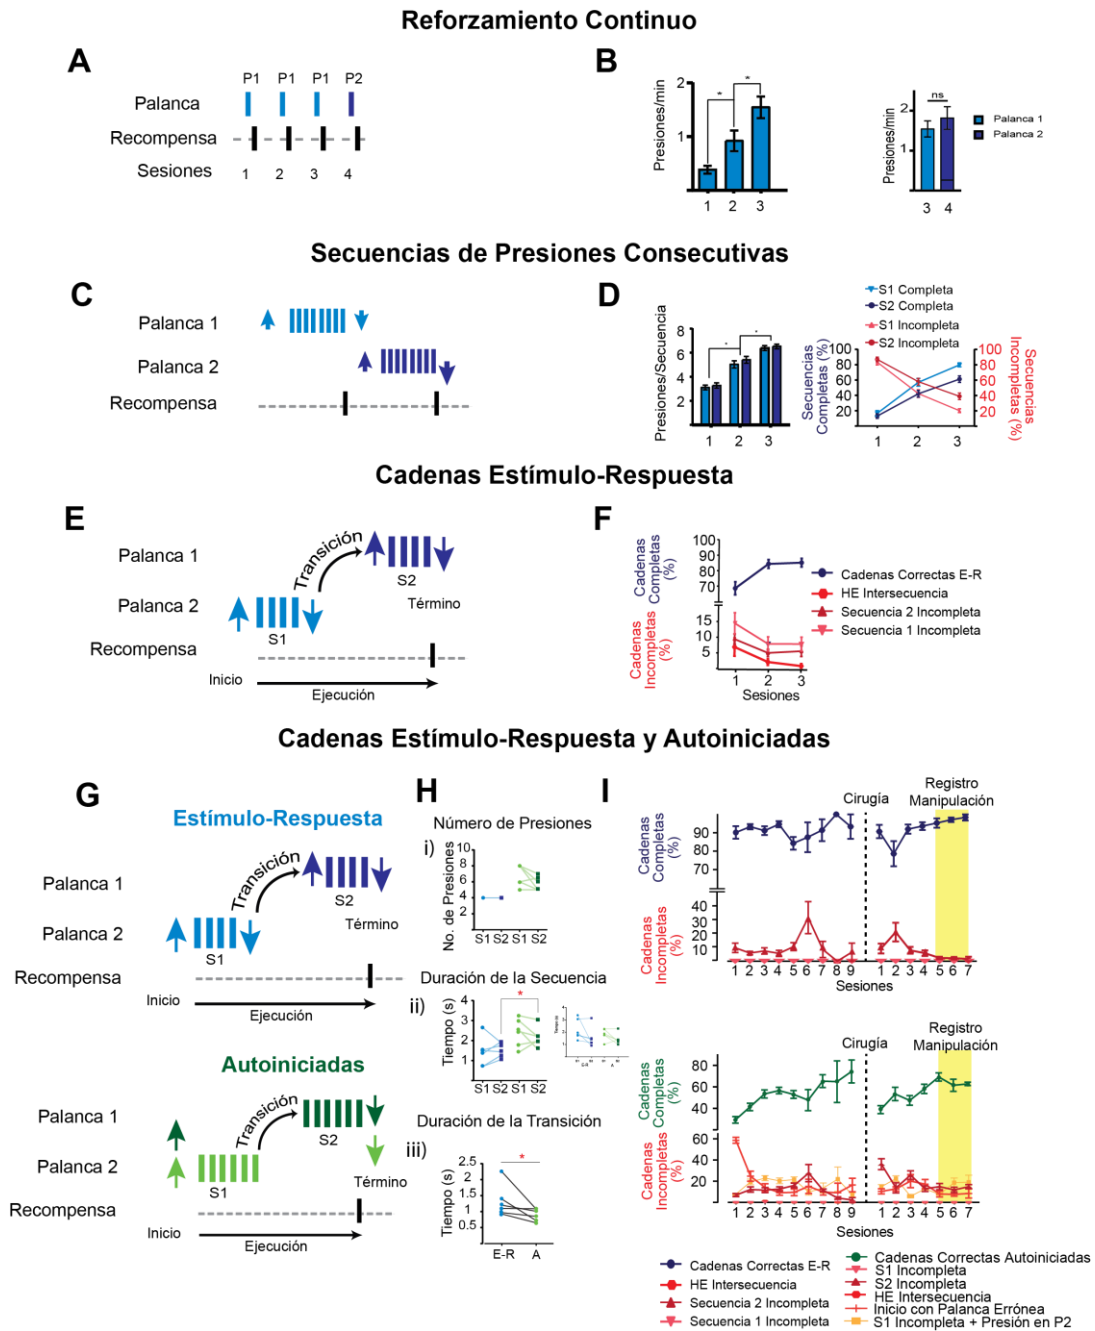 Reforzamiento Continuo
A
P1 P1 P1 P2
Palanca
Recompensa
Sesiones 1 2 3 4
B
Presiones/min
2
1
1 2 3
* *
Presiones/min
2
1
ns
3 4
Palanca 1
Palanca 2
Secuencias de Presiones Consecutivas
C
Palanca 1
Palanca 2
Recompensa
D
Presiones/Secuencia
8
6
4
2
1 2 3
S1 Completa
S2 Completa
S1 Incompleta
S2 Incompleta
Secuencias
Completas (%)
100
80
60
40
20
1 2 3
100
80
60
40
20
Secuencias
Incompletas (%)
Cadenas Estímulo-Respuesta
E
Palanca 1
Palanca 2
Recompensa
Transición
S1
S2
Término
Inicio
Ejecución
F
Cadenas
Completas
(%)
100
90
80
70
Cadenas
Incompletas
(%)
15
10
5
1 2 3
Sesiones
Cadenas Correctas E-R
HE Intersecuencia
Secuencia 2 Incompleta
Secuencia 1 Incompleta
Cadenas Estímulo-Respuesta y Autoiniciadas
G
Estímulo-Respuesta
Transición
Palanca 1
Palanca 2
S1
S2
Término
Recompensa
Inicio
Ejecución
Autoiniciadas
Transición
Palanca 1
Palanca 2
S1
S2
Término
Recompensa
Inicio
Ejecución
H
Número de Presiones
i)
No. de Presiones
10
8
6
4
2
S1 S2 S1 S2
Duración de la Secuencia
ii)
Tiempo (s)
4
3
2
1
*
S1 S2 S1 S2
E-R A
Duración de la Transición
iii)
Tiempo (s)
2.5
2
1.5
1
0.5
*
E-R A
I
Cirugía
Registro
Manipulación
Cadenas
Completas
(%)
90
80
70
Cadenas
Incompletas
(%)
40
30
20
10
1 2 3 4 5 6 7 8 9 1 2 3 4 5 6 7
Sesiones
Cirugía
Registro
Manipulación
Cadenas
Completas
(%)
80
60
40
Cadenas
Incompletas
(%)
60
40
20
1 2 3 4 5 6 7 8 9 1 2 3 4 5 6 7
Sesiones
Cadenas Correctas E-R
HE Intersecuencia
Secuencia 2 Incompleta
Secuencia 1 Incompleta
Cadenas Correctas Autoiniciadas
S1 Incompleta
S2 Incompleta
HE Intersecuencia
Inicio con Palanca Errónea
S1 Incompleta + Presión en P2